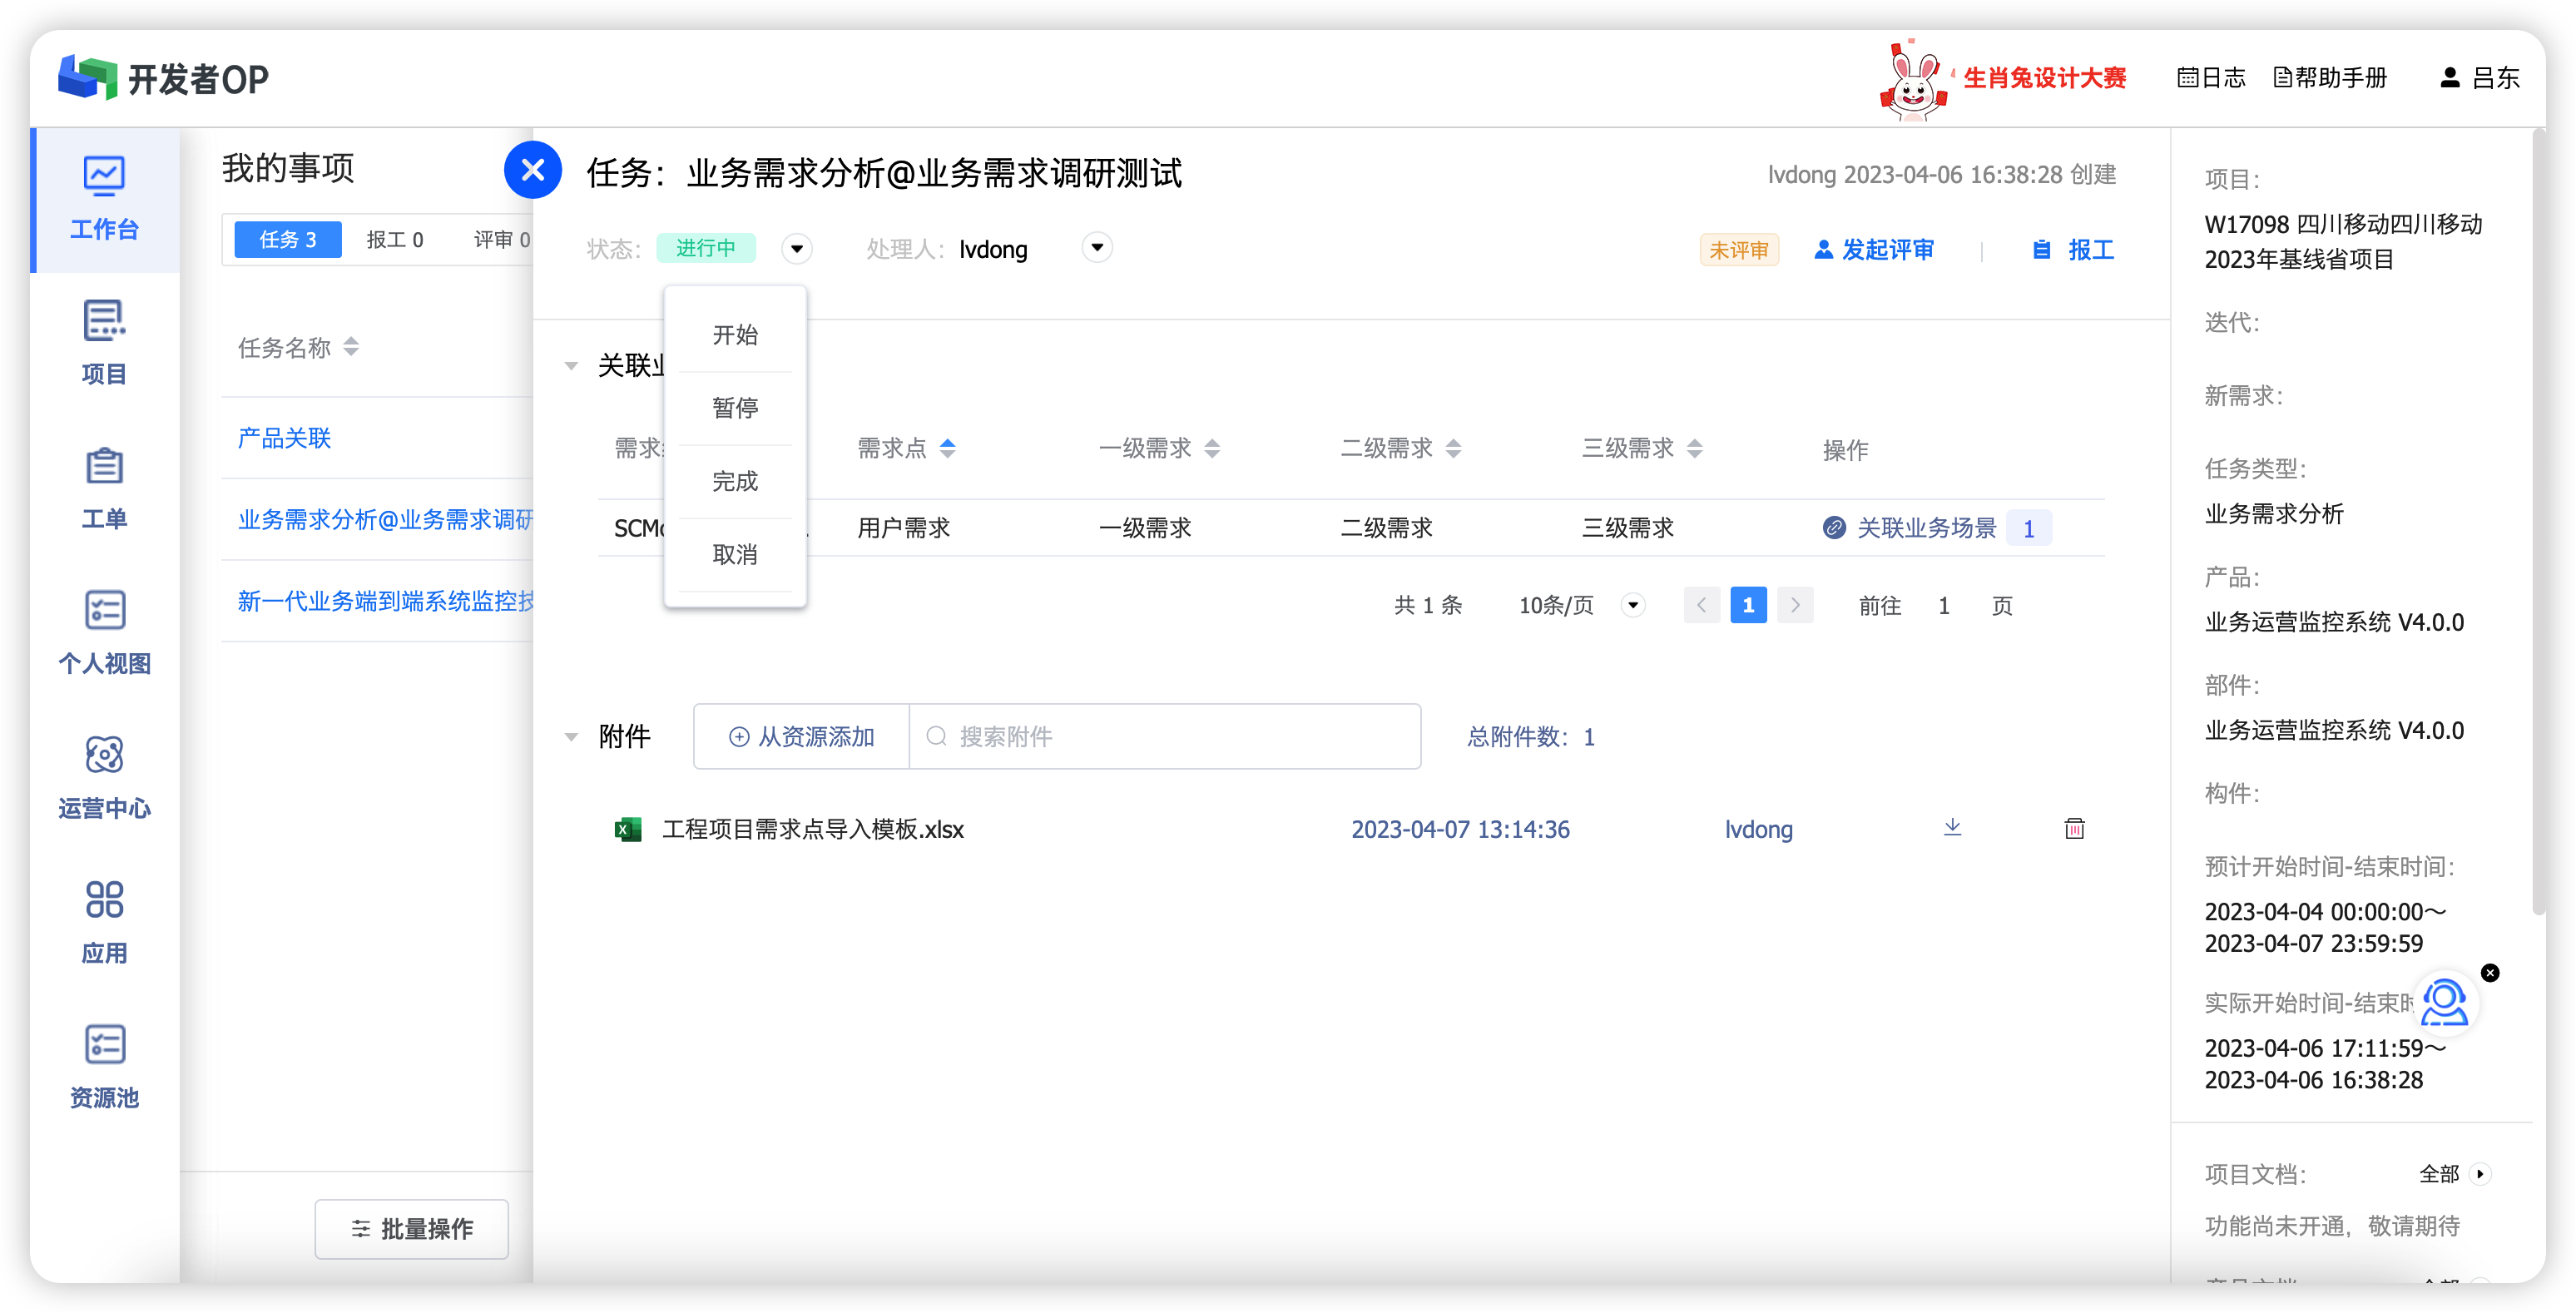 开发者OP
生肖兔设计大赛
日志
帮助手册
吕东
工作台
项目
工单
个人视图
运营中心
应用
资源池
我的事项
任务 3
报工 0
评审 0
任务名称
产品关联
业务需求分析@业务需求调研
新一代业务端到端系统监控技
批量操作
任务：业务需求分析@业务需求调研测试
lvdong 2023-04-06 16:38:28 创建
状态：
进行中
处理人：
lvdong
未评审
发起评审
报工
开始
暂停
完成
取消
关联业
需求
需求点
一级需求
二级需求
三级需求
操作
SCM
用户需求
一级需求
二级需求
三级需求
关联业务场景
1
共 1 条
10条/页
1
前往
1
页
附件
从资源添加
搜索附件
总附件数：1
工程项目需求点导入模板.xlsx
2023-04-07 13:14:36
lvdong
项目：
W17098 四川移动四川移动
2023年基线省项目
迭代：
新需求：
任务类型：
业务需求分析
产品：
业务运营监控系统 V4.0.0
部件：
业务运营监控系统 V4.0.0
构件：
预计开始时间-结束时间：
2023-04-04 00:00:00～
2023-04-07 23:59:59
实际开始时间-结束
2023-04-06 17:11:59～
2023-04-06 16:38:28
项目文档：
全部
功能尚未开通，敬请期待